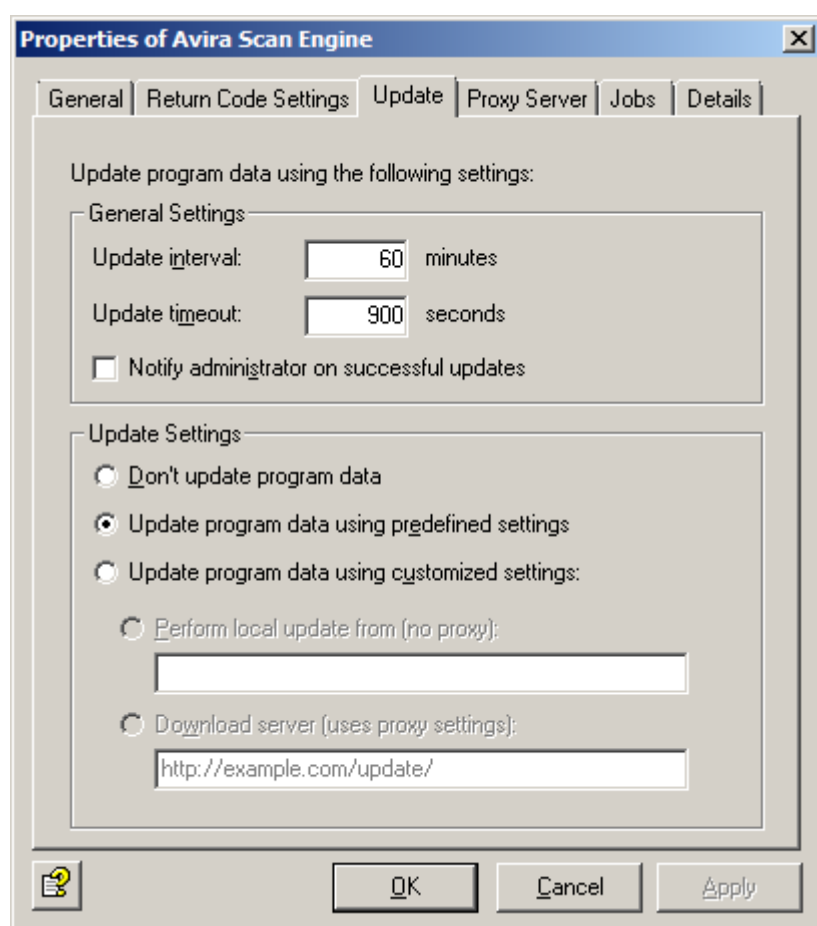 Properties of Avira Scan Engine
General Return Code Settings Update Proxy Server Jobs Details
Update program data using the following settings:
General Settings
Update interval: 60 minutes
Update timeout: 900 seconds
Notify administrator on successful updates
Update Settings
Don't update program data
Update program data using predefined settings
Update program data using customized settings:
Perform local update from (no proxy):
Download server (uses proxy settings):
http://example.com/update/
OK Cancel Apply